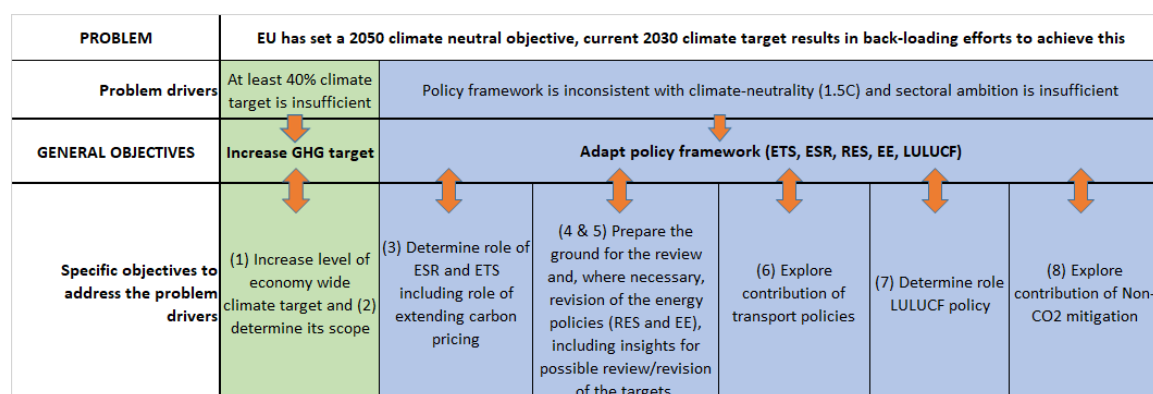 PROBLEM
EU has set a 2050 climate neutral objective, current 2030 climate target results in back-loading efforts to achieve this
Problem drivers
At least 40% climate
target is insufficient
Policy framework is inconsistent with climate-neutrality (1.5C) and sectoral ambition is insufficient
GENERAL OBJECTIVES
Increase GHG target
Adapt policy framework (ETS, ESR, RES, EE, LULUCF)
Specific objectives to
address the problem
drivers
(1) Increase level of
economy wide
climate target and (2)
determine its scope
(3) Determine role of
ESR and ETS
including role of
extending carbon
pricing
(4 & 5) Prepare the
ground for the review
and, where necessary,
revision of the energy
policies (RES and EE),
including insights for
possible review/revision
of the targets
(6) Explore
contribution of
transport policies
(7) Determine role
LULUCF policy
(8) Explore
contribution of Non-
CO2 mitigation